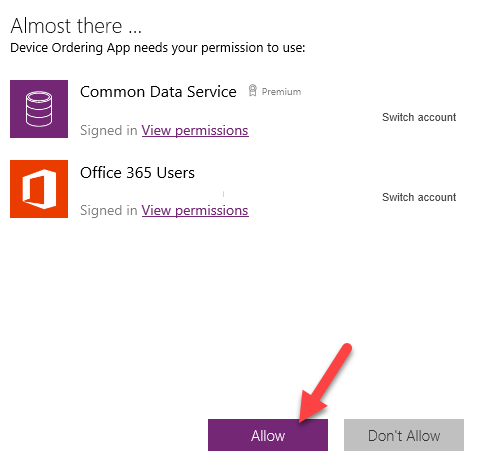 Almost there ...
Device Ordering App needs your permission to use:
Common Data Service Premium
Signed in View permissions
Switch account
Office 365 Users
Signed in View permissions
Switch account
Allow
Don't Allow